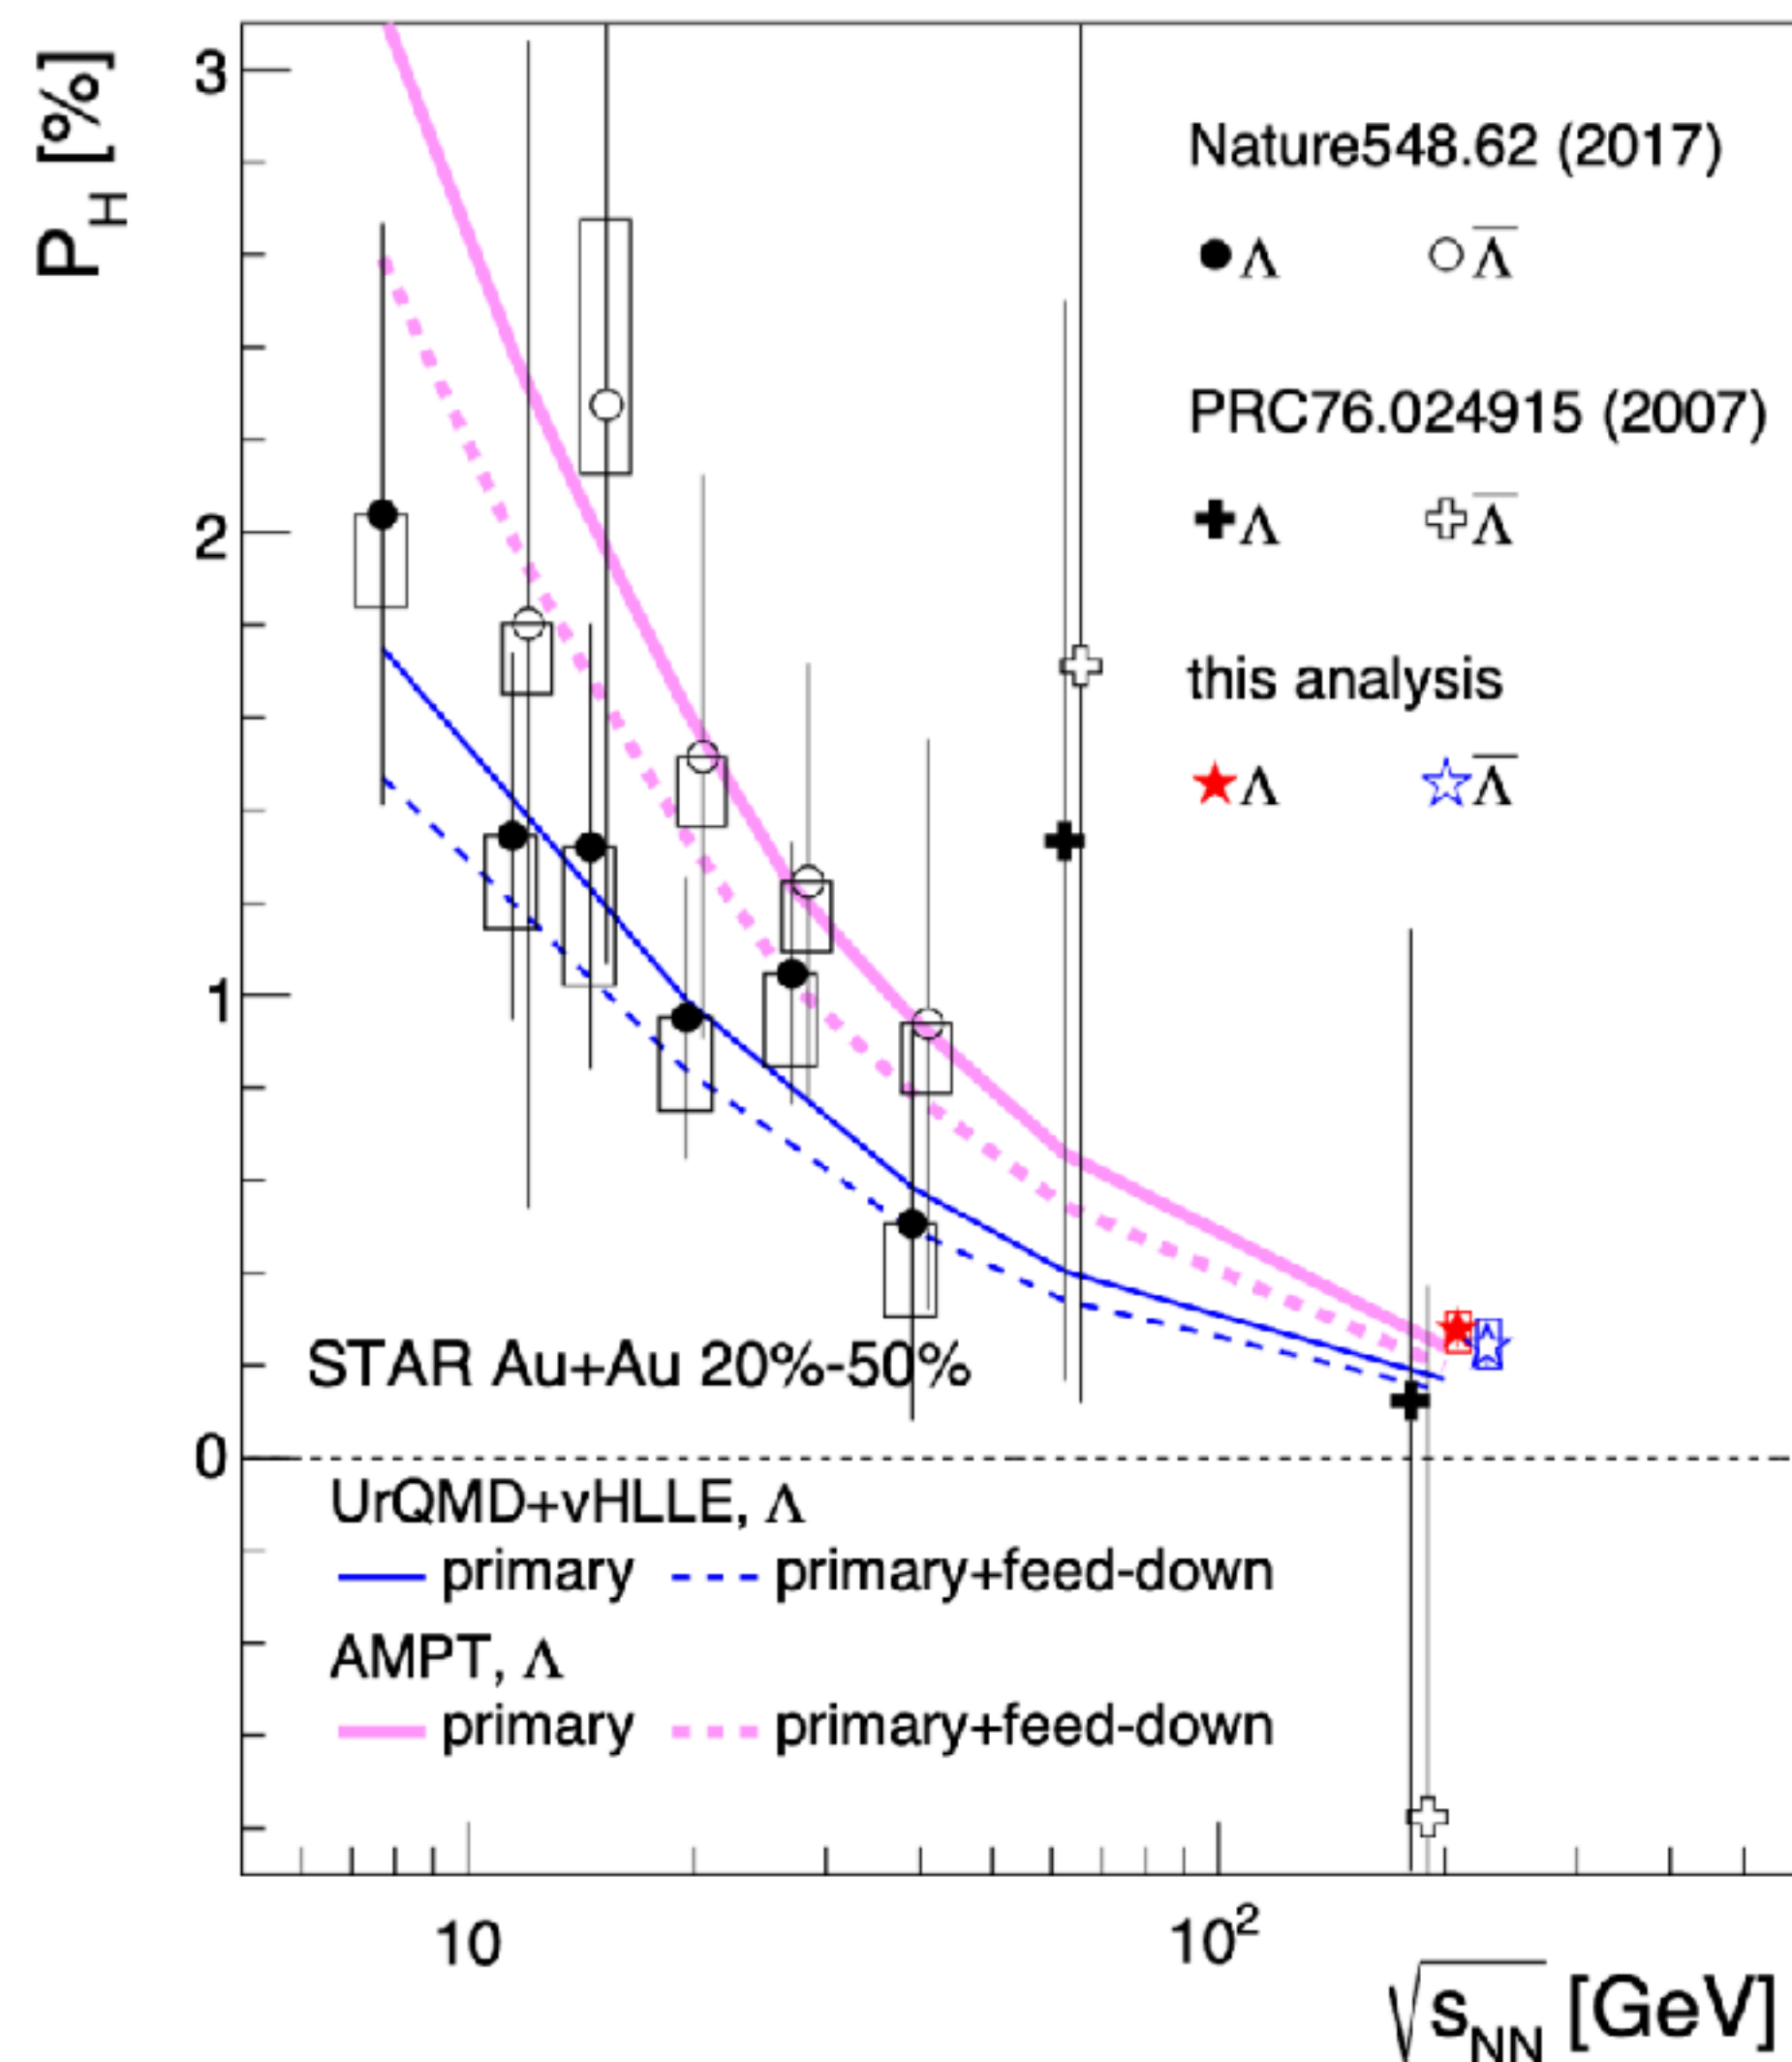 P_H [%]
3
2
1
0
Nature548.62 (2017)
Λ Λ̅
PRC76.024915 (2007)
Λ Λ̅
this analysis
Λ Λ̅
STAR Au+Au 20%-50%
UrQMD+vHLLE, Λ
primary primary+feed-down
AMPT, Λ
primary primary+feed-down
10 10²
√s_NN [GeV]